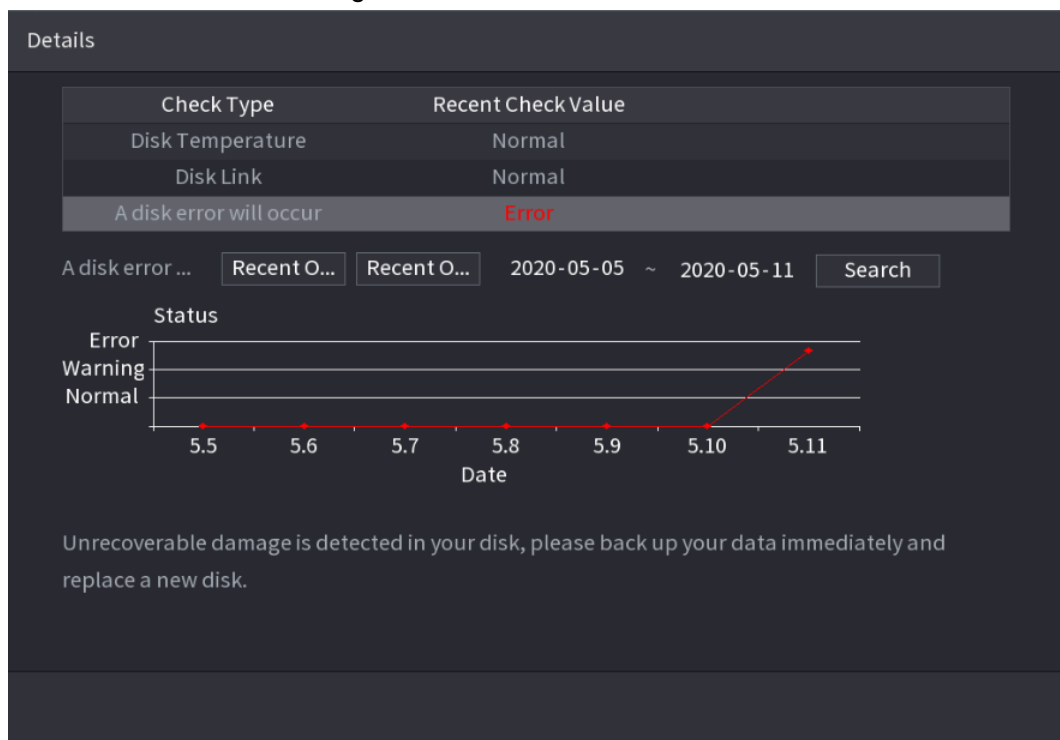 Details
Check Type Recent Check Value
Disk Temperature Normal
Disk Link Normal
A disk error will occur Error
A disk error ... Recent O... Recent O... 2020-05-05 ~ 2020-05-11 Search
Status
Error
Warning
Normal
5.5 5.6 5.7 5.8 5.9 5.10 5.11
Date
Unrecoverable damage is detected in your disk, please back up your data immediately and
replace a new disk.